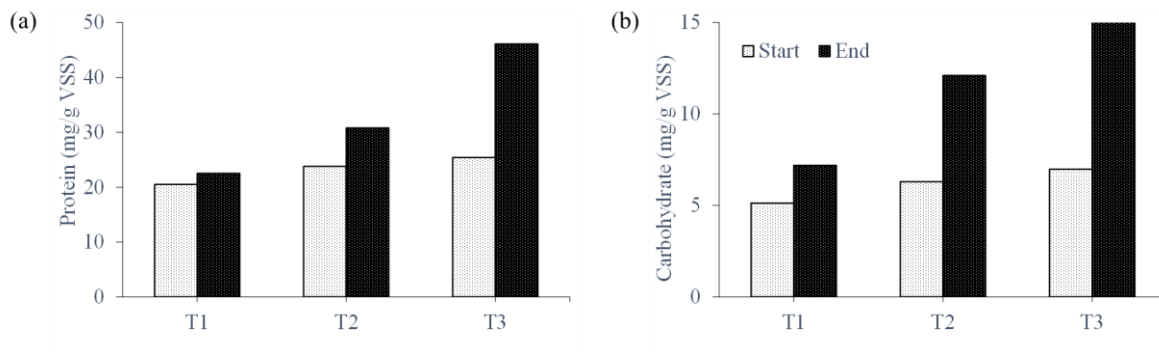 (a)
Protein (mg/g VSS)
50
40
30
20
10
0
T1 T2 T3
(b)
Carbohydrate (mg/g VSS)
15
10
5
0
Start End
T1 T2 T3